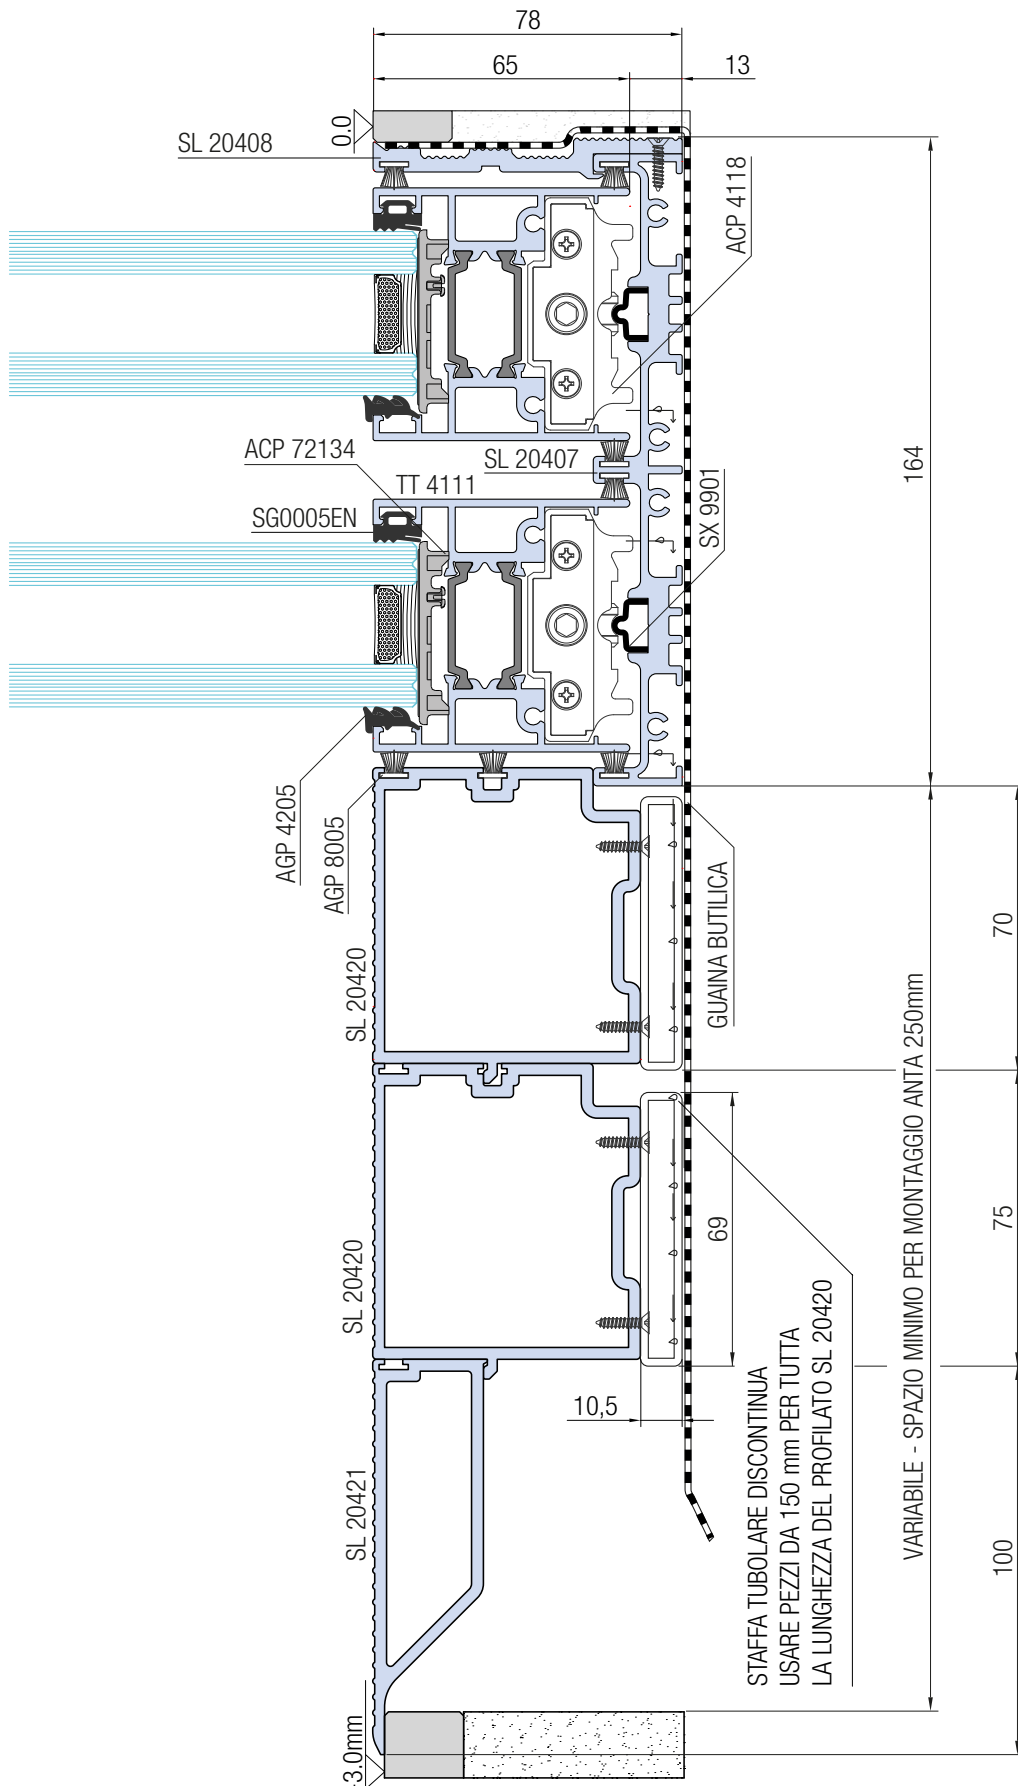 78
65
13
0.0
SL 20408
ACP 4118
164
ACP 72134
TT 4111
SL 20407
SG0005EN
SX 9901
AGP 4205
AGP 8005
SL 20420
GUAINA BUTILICA
70
VARIABILE - SPAZIO MINIMO PER MONTAGGIO ANTA 250mm
SL 20420
69
75
10,5
STAFFA TUBOLARE DISCONTINUA
USARE PEZZI DA 150 mm PER TUTTA
LA LUNGHEZZA DEL PROFILATO SL 20420
SL 20421
100
-3.0mm